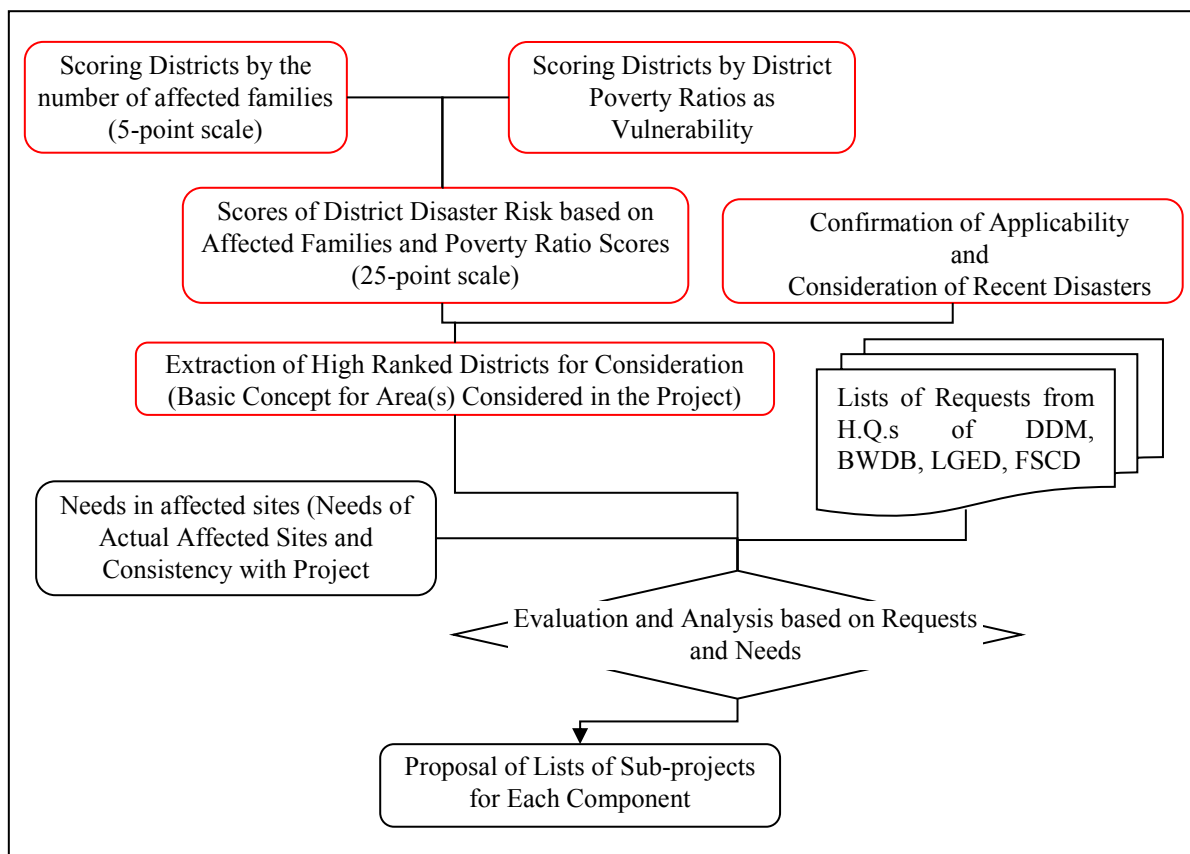 Scoring Districts by the
number of affected families
(5-point scale)
Scoring Districts by District
Poverty Ratios as
Vulnerability
Scores of District Disaster Risk based on
Affected Families and Poverty Ratio Scores
(25-point scale)
Confirmation of Applicability
and
Consideration of Recent Disasters
Extraction of High Ranked Districts for Consideration
(Basic Concept for Area(s) Considered in the Project)
Lists of Requests from
H.Q.s of DDM,
BWDB, LGED, FSCD
Needs in affected sites (Needs of
Actual Affected Sites and
Consistency with Project
Evaluation and Analysis based on Requests
and Needs
Proposal of Lists of Sub-projects
for Each Component